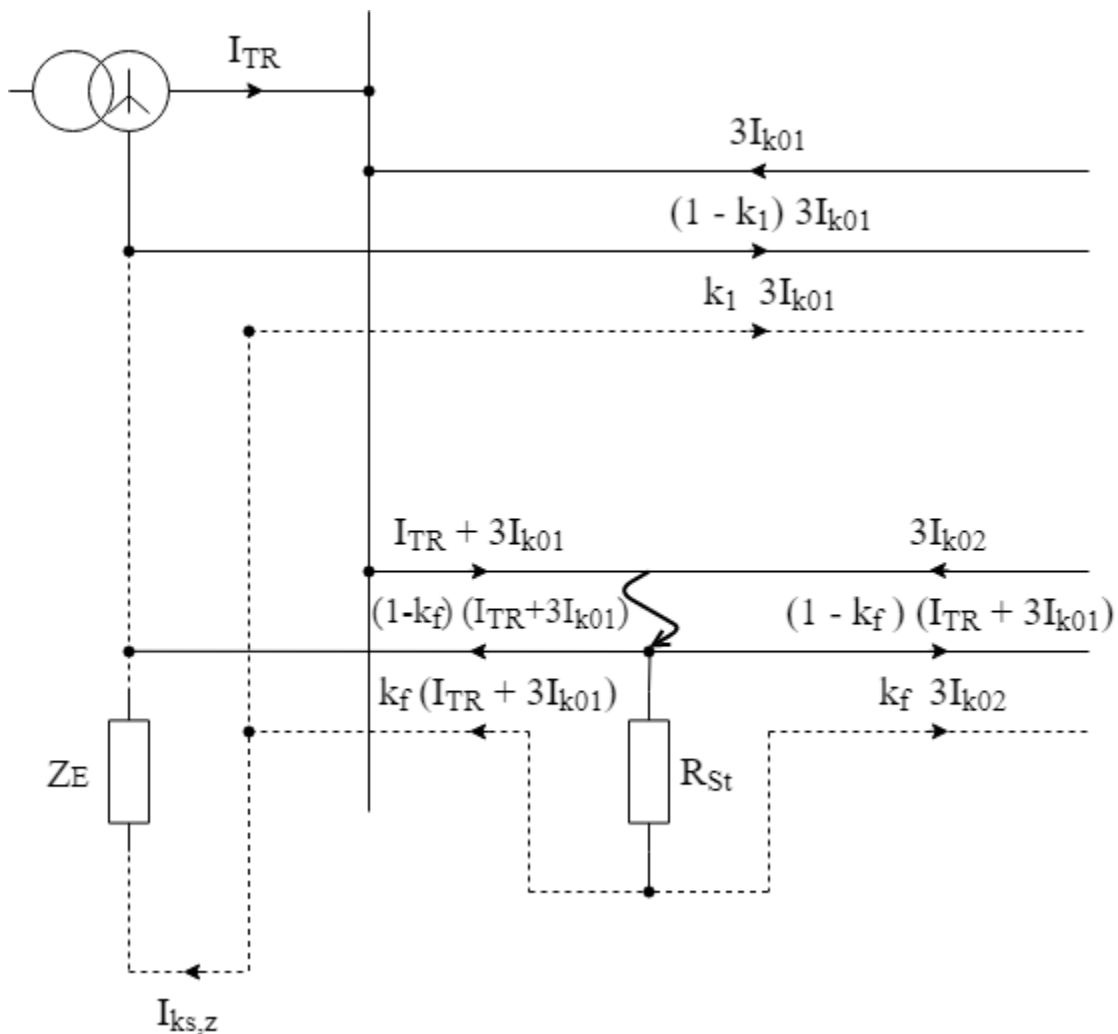 I_TR
3I_k01
(1 - k_1) 3I_k01
k_1 3I_k01
I_TR + 3I_k01
3I_k02
(1-k_f) (I_TR+3I_k01)
(1 - k_f ) (I_TR + 3I_k01)
k_f (I_TR + 3I_k01)
k_f 3I_k02
Z_E
R_St
I_ks,z